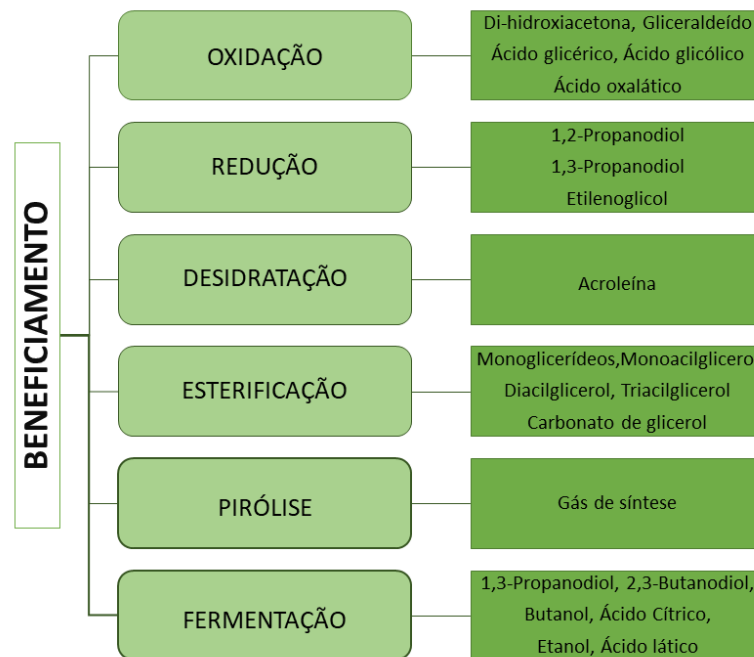 BENEFICIAMENTO
OXIDAÇÃO
Di-hidroxiacetona, Gliceraldeído
Ácido glicérico, Ácido glicólico
Ácido oxalático
REDUÇÃO
1,2-Propanodiol
1,3-Propanodiol
Etilenoglicol
DESIDRATAÇÃO
Acroleína
ESTERIFICAÇÃO
Monoglicerídeos,Monoacilglicero
Diacilglicerol, Triacilglicerol
Carbonato de glicerol
PIRÓLISE
Gás de síntese
FERMENTAÇÃO
1,3-Propanodiol, 2,3-Butanodiol,
Butanol, Ácido Cítrico,
Etanol, Ácido lático